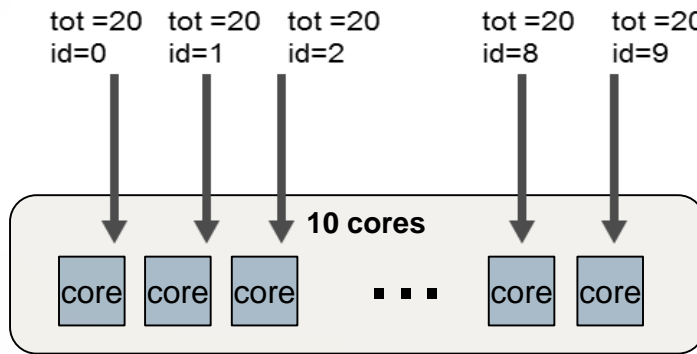 tot =20 tot =20 tot =20 tot =20 tot =20
id=0 id=1 id=2 id=8 id=9
10 cores
core core core ... core core